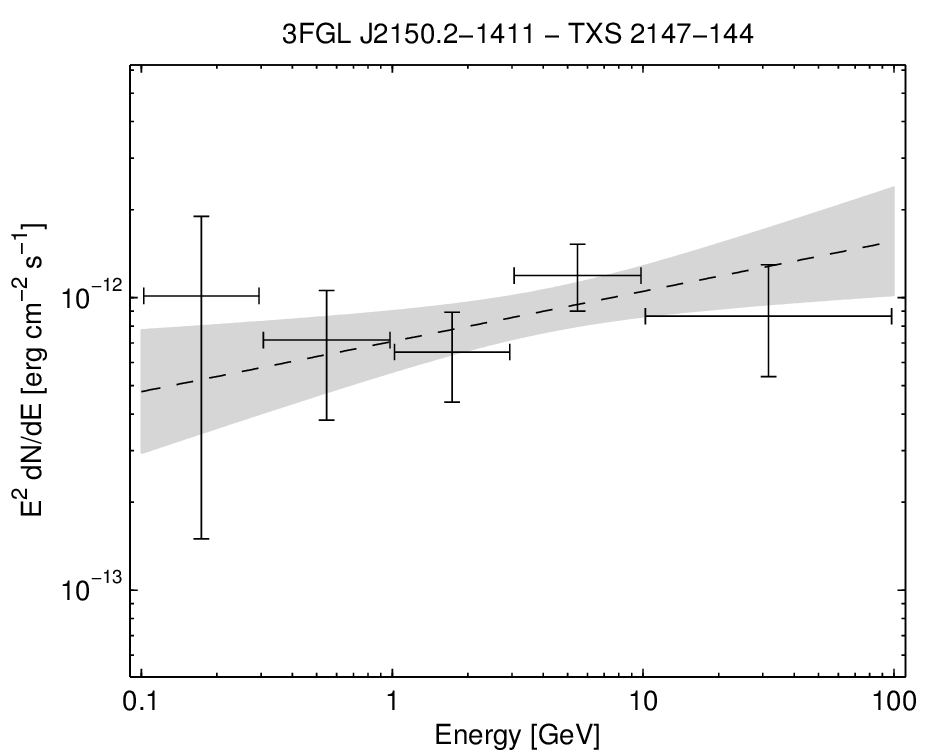 3FGL J2150.2−1411 − TXS 2147−144
E² dN/dE [erg cm⁻² s⁻¹]
10⁻¹²
10⁻¹³
0.1 1 10 100
Energy [GeV]